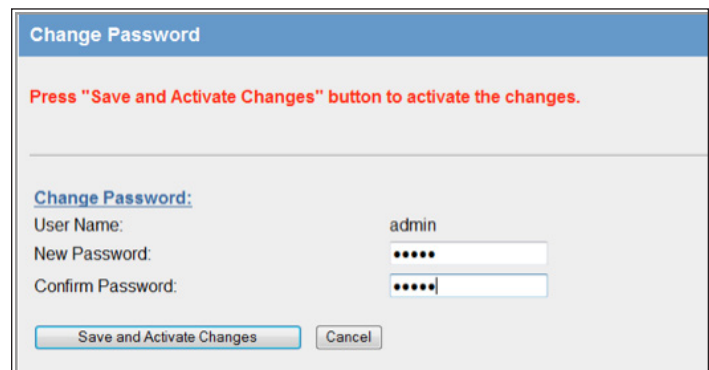 Change Password
Press "Save and Activate Changes" button to activate the changes.
Change Password:
User Name: admin
New Password: •••••
Confirm Password: •••••
Save and Activate Changes Cancel